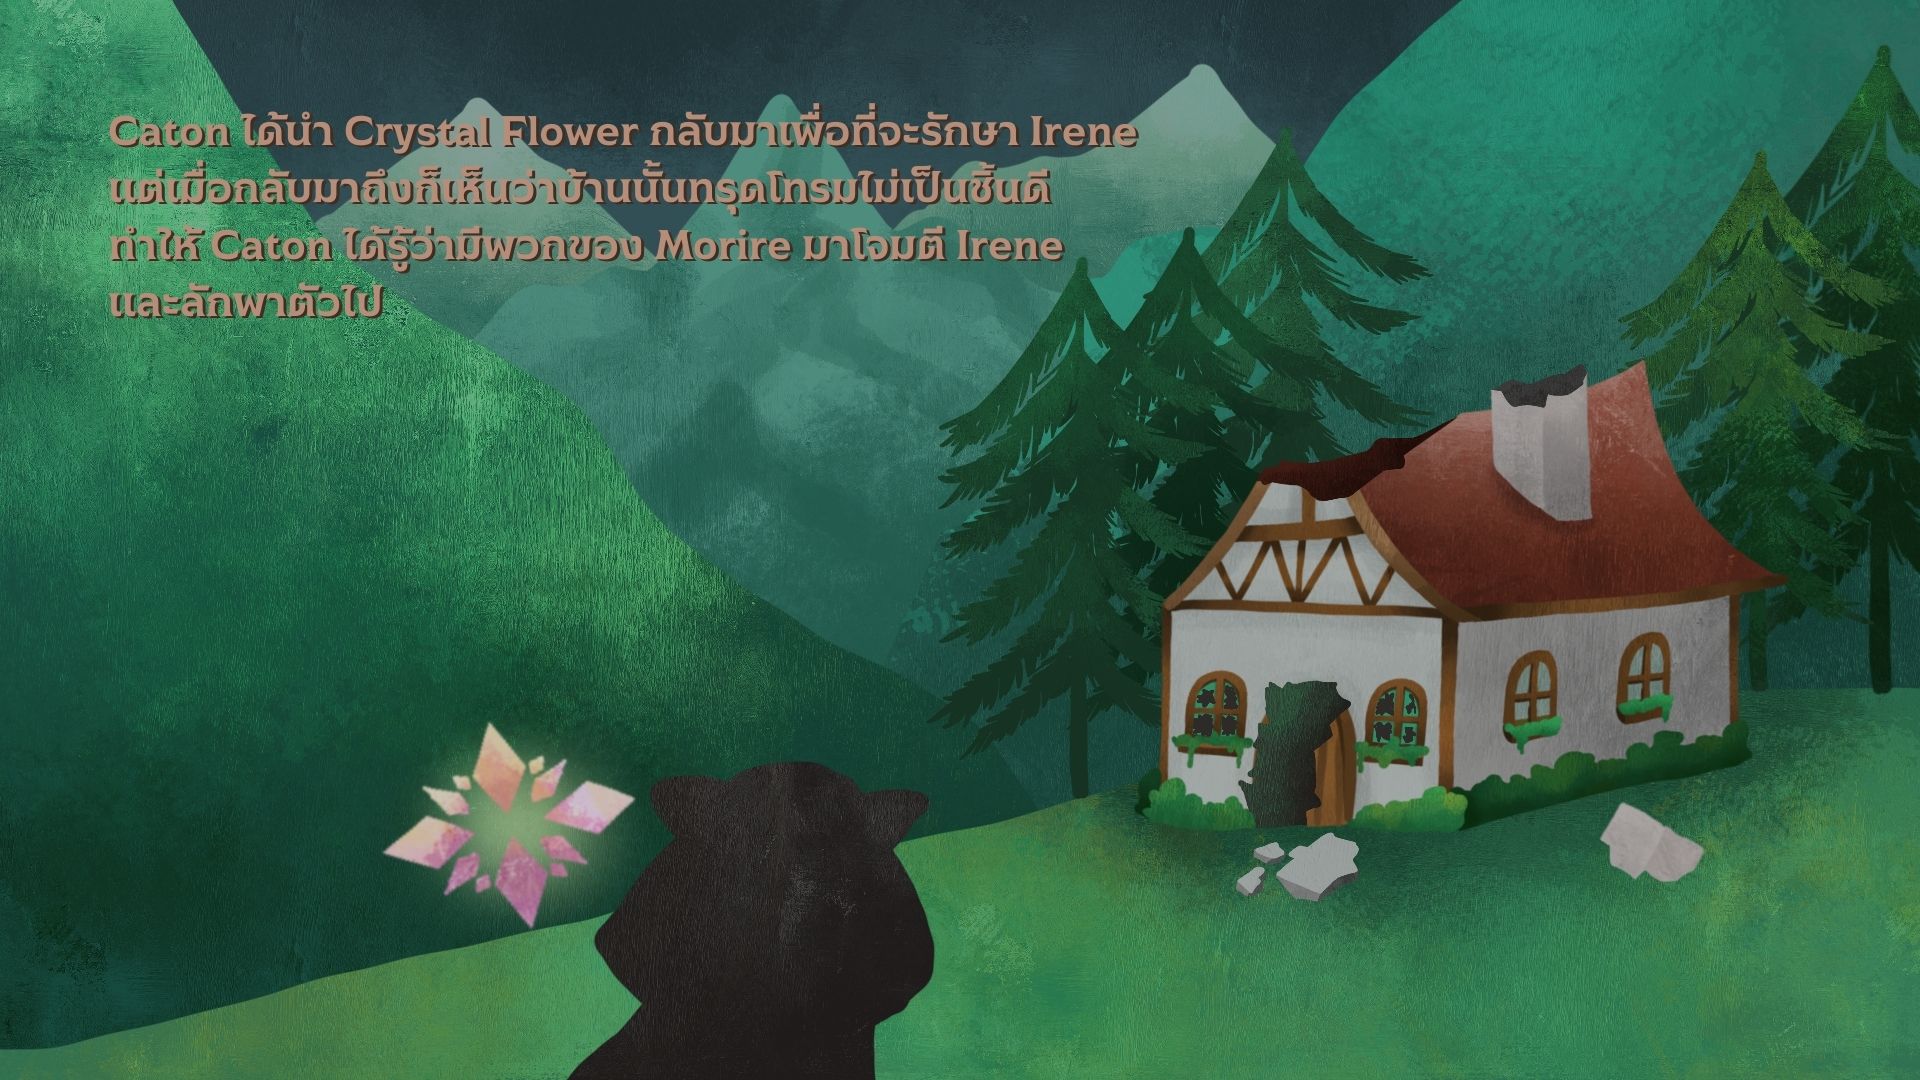 Caton ได้นำ Crystal Flower กลับมาเพื่อที่จะรักษา Irene
แต่เมื่อกลับมาถึงก็เห็นว่าบ้านนั้นทรุดโทรมไม่เป็นชิ้นดี
ทำให้ Caton ได้รู้ว่ามีพวกของ Morire มาโจมตี Irene
และลักพาตัวไป